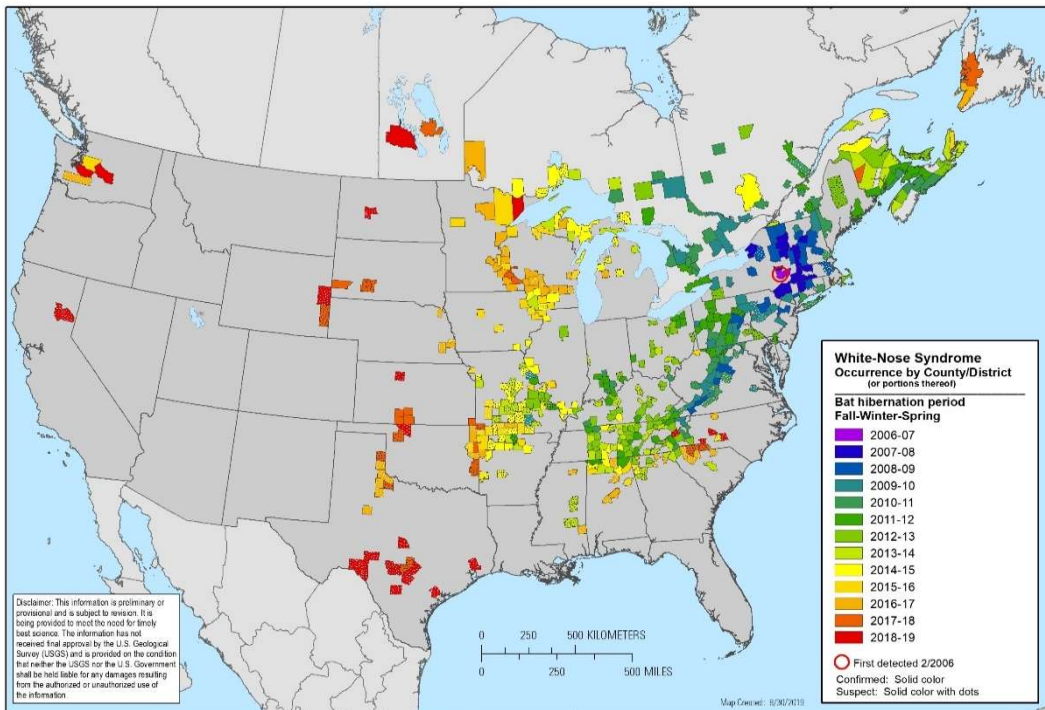 White-Nose Syndrome
Occurrence by County/District
(or portions thereof)
Bat hibernation period
Fall-Winter-Spring
2006-07
2007-08
2008-09
2009-10
2010-11
2011-12
2012-13
2013-14
2014-15
2015-16
2016-17
2017-18
2018-19
First detected 2/2006
Confirmed: Solid color
Suspect: Solid color with dots
Disclaimer: This information is preliminary or
provisional and is subject to revision. It is
being provided to meet the need for timely
best science. The information has not
received final approval by the U.S. Geological
Survey (USGS) and is provided on the condition
that neither the USGS nor the U.S. Government
shall be held liable for any damages resulting
from the authorized or unauthorized use of
the information.
0 250 500 KILOMETERS
0 250 500 MILES
Map Created: 8/30/2019